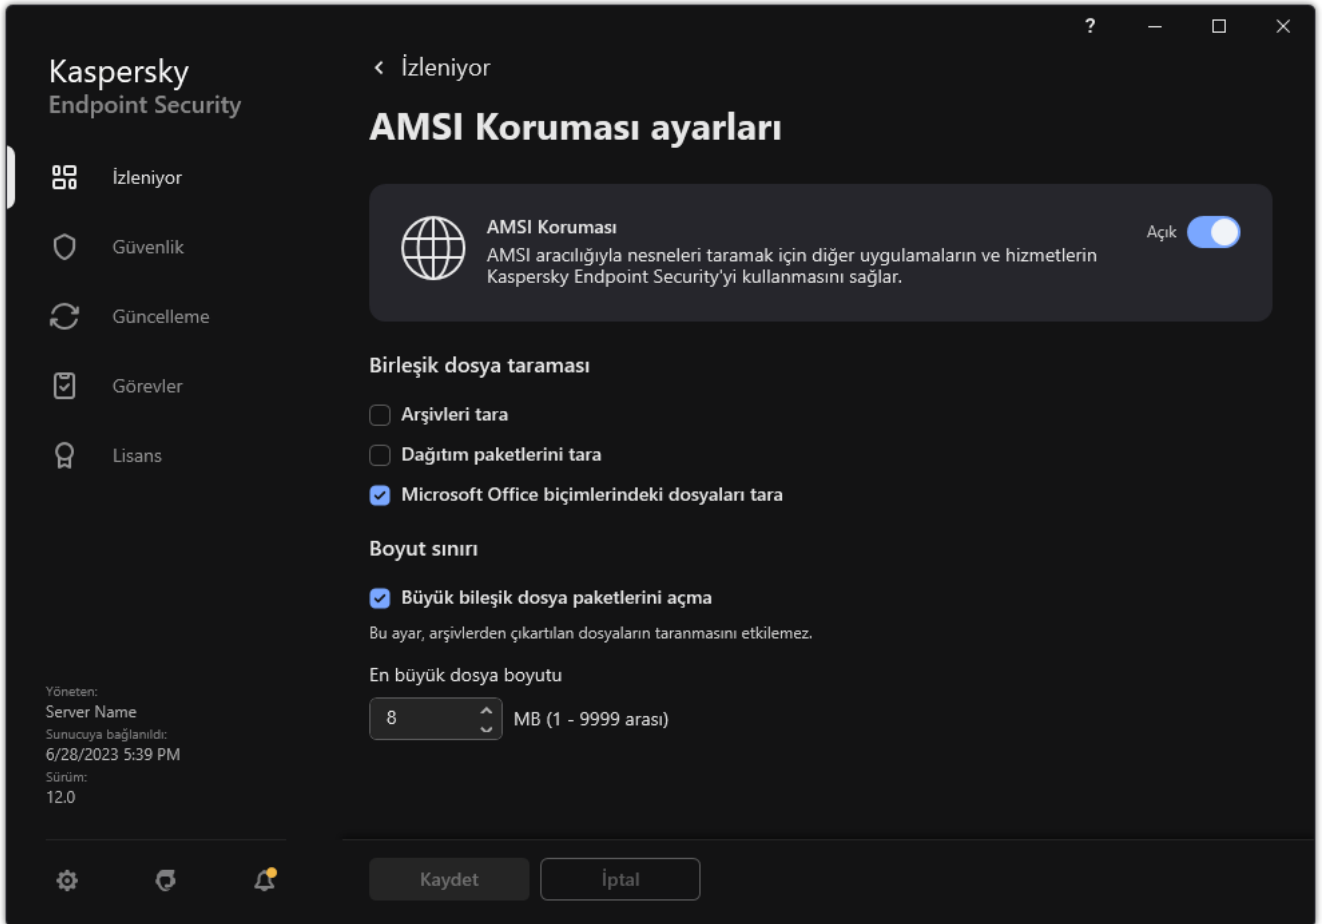 ?
Kaspersky
Endpoint Security
İzleniyor
Güvenlik
Güncelleme
Görevler
Lisans
Yöneten:
Server Name
Sunucuya bağlanıldı:
6/28/2023 5:39 PM
Sürüm:
12.0
İzleniyor
AMSI Koruması ayarları
AMSI Koruması
AMSI aracılığıyla nesneleri taramak için diğer uygulamaların ve hizmetlerin
Kaspersky Endpoint Security'yi kullanmasını sağlar.
Açık
Birleşik dosya taraması
Arşivleri tara
Dağıtım paketlerini tara
Microsoft Office biçimlerindeki dosyaları tara
Boyut sınırı
Büyük bileşik dosya paketlerini açma
Bu ayar, arşivlerden çıkartılan dosyaların taranmasını etkilemez.
En büyük dosya boyutu
8 MB (1 - 9999 arası)
Kaydet
İptal